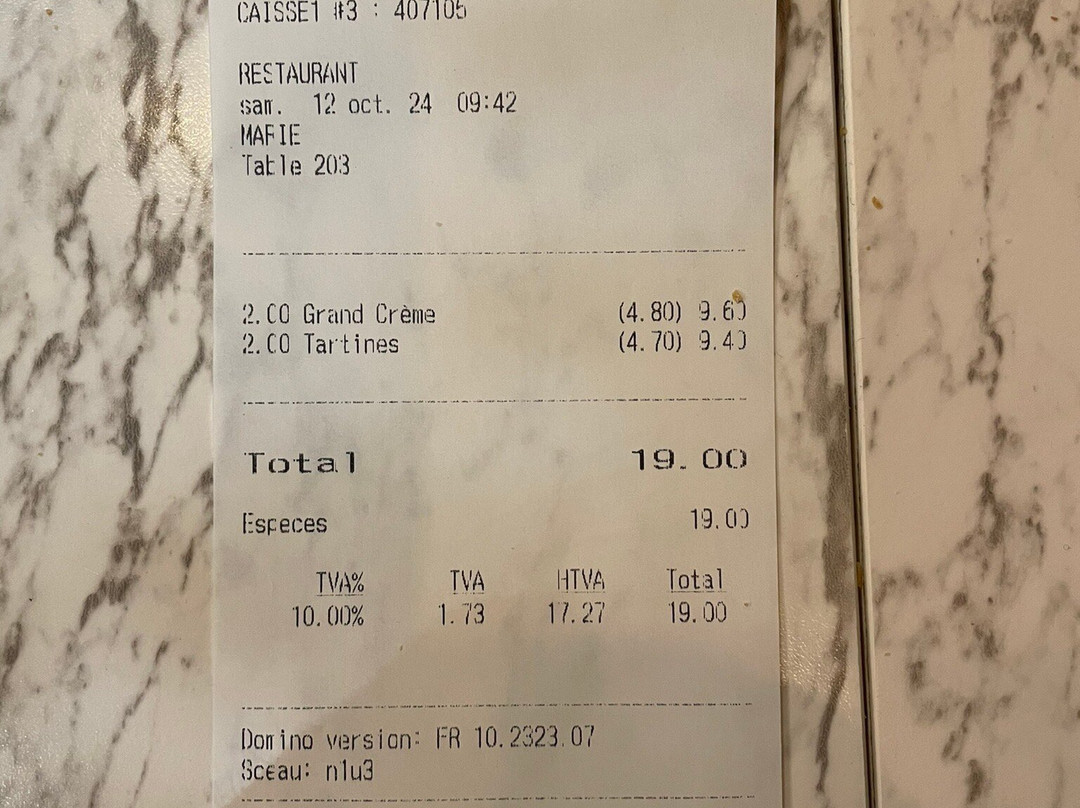 CAISSE1 #3 : 407105
RESTAURANT
sam. 12 oct. 24 09:42
MARIE
Table 203
2.00 Grand Crème (4.80) 9.60
2.00 Tartines (4.70) 9.40
Total 19.00
Especes 19.00
TVA% TVA HTVA Total
10.00% 1.73 17.27 19.00
Domino version: FR 10.2323.07
Sceau: n1u3